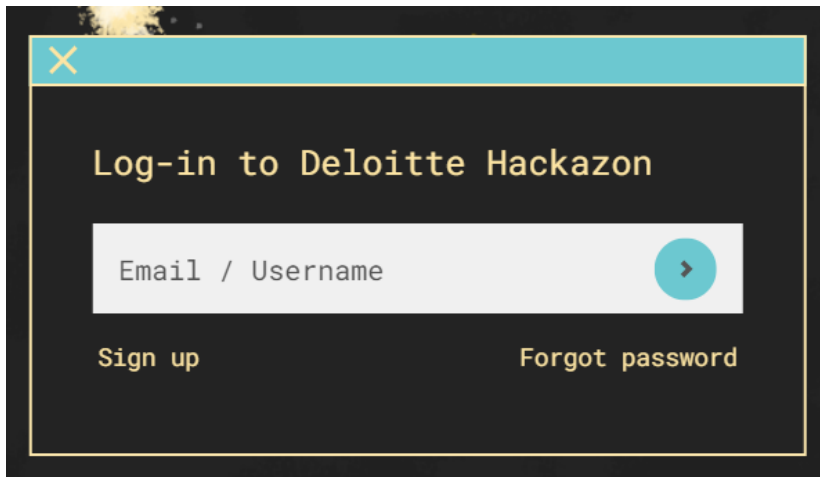 Log-in to Deloitte Hackazon
Email / Username
Sign up
Forgot password